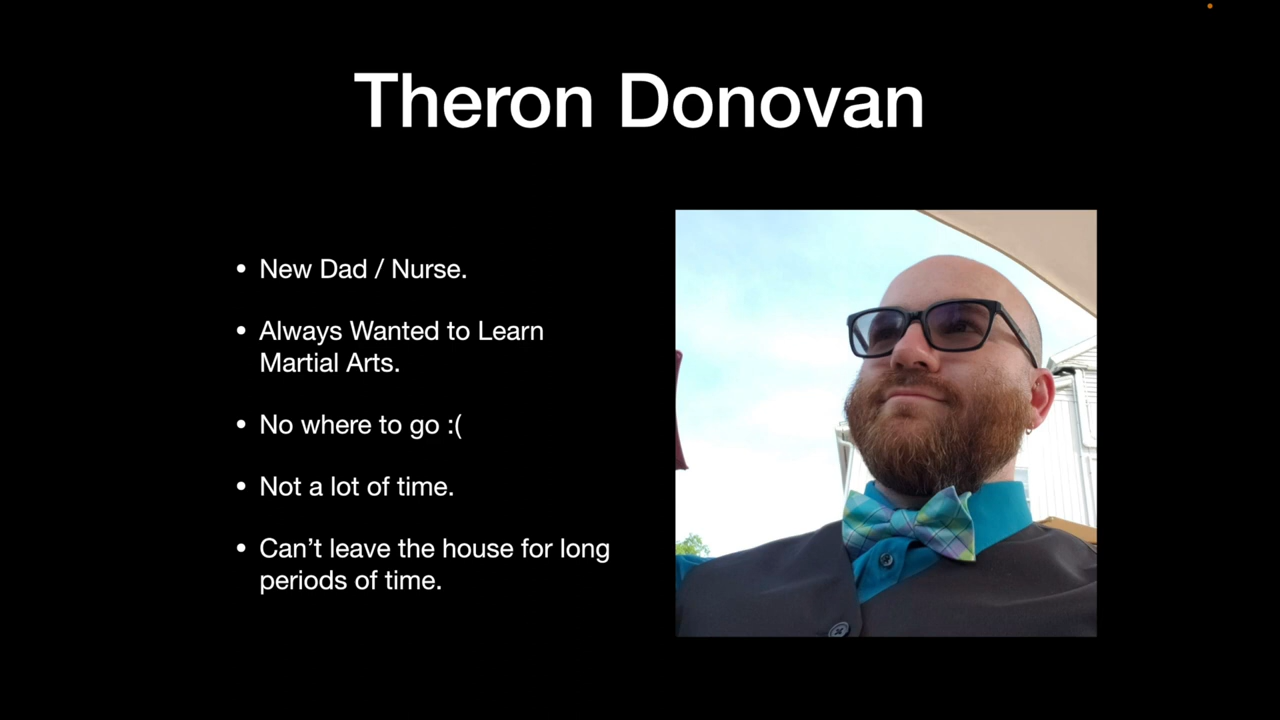 Theron Donovan
• New Dad / Nurse.
• Always Wanted to Learn
Martial Arts.
• No where to go :(
• Not a lot of time.
• Can’t leave the house for long
periods of time.